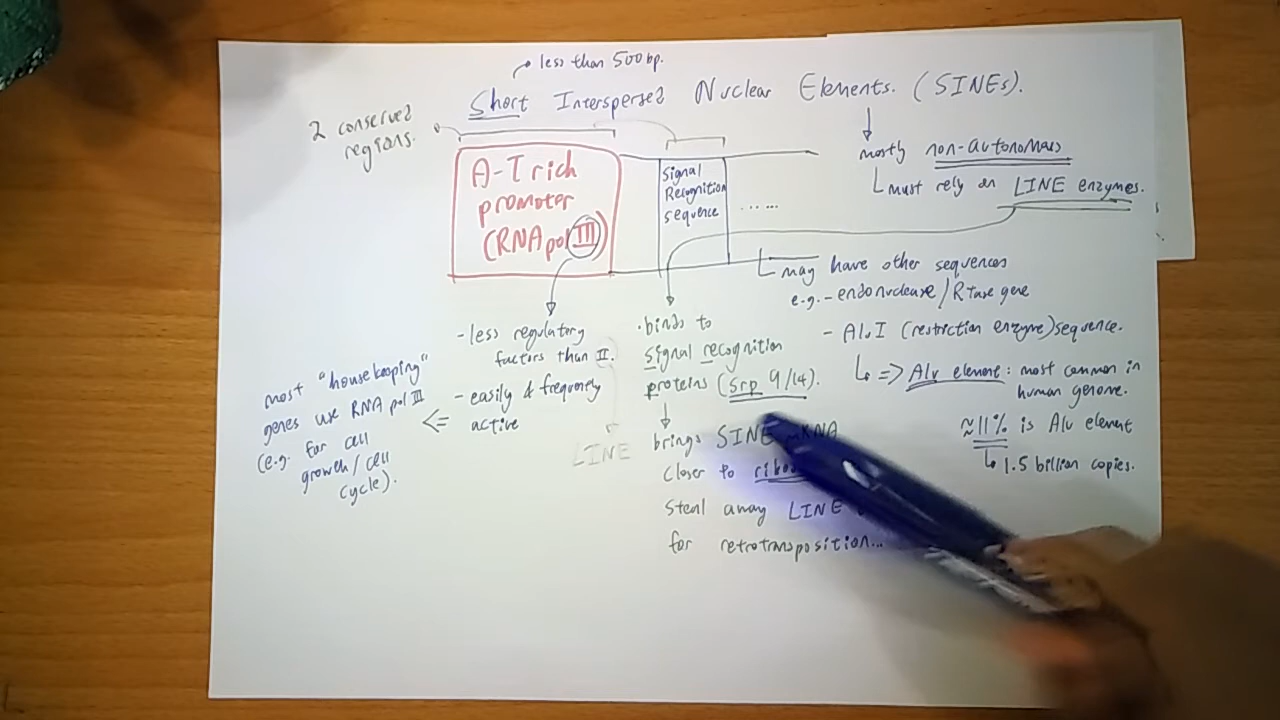 less than 500bp.
Short Interspersed Nuclear Elements. (SINEs).
2 conserved
regions.
A-T rich
promoter
(RNA pol III)
Signal
Recognition
sequence
......
mostly non-autonomous
must rely on LINE enzymes.
may have other sequences
e.g. - endonuclease / RTase gene
- AluI (restriction enzyme) sequence.
=> Alu element: most common in
human genome.
≈11% is Alu element
1.5 billion copies.
- less regulatory
factors than II.
- easily & frequently
active
<=
LINE
most "housekeeping"
genes use RNA pol III
(e.g. for cell
growth / cell
cycle).
. binds to
signal recognition
proteins (srp 9/14).
brings SINE mRNA
closer to
steal away LINE
for retrotransposition...